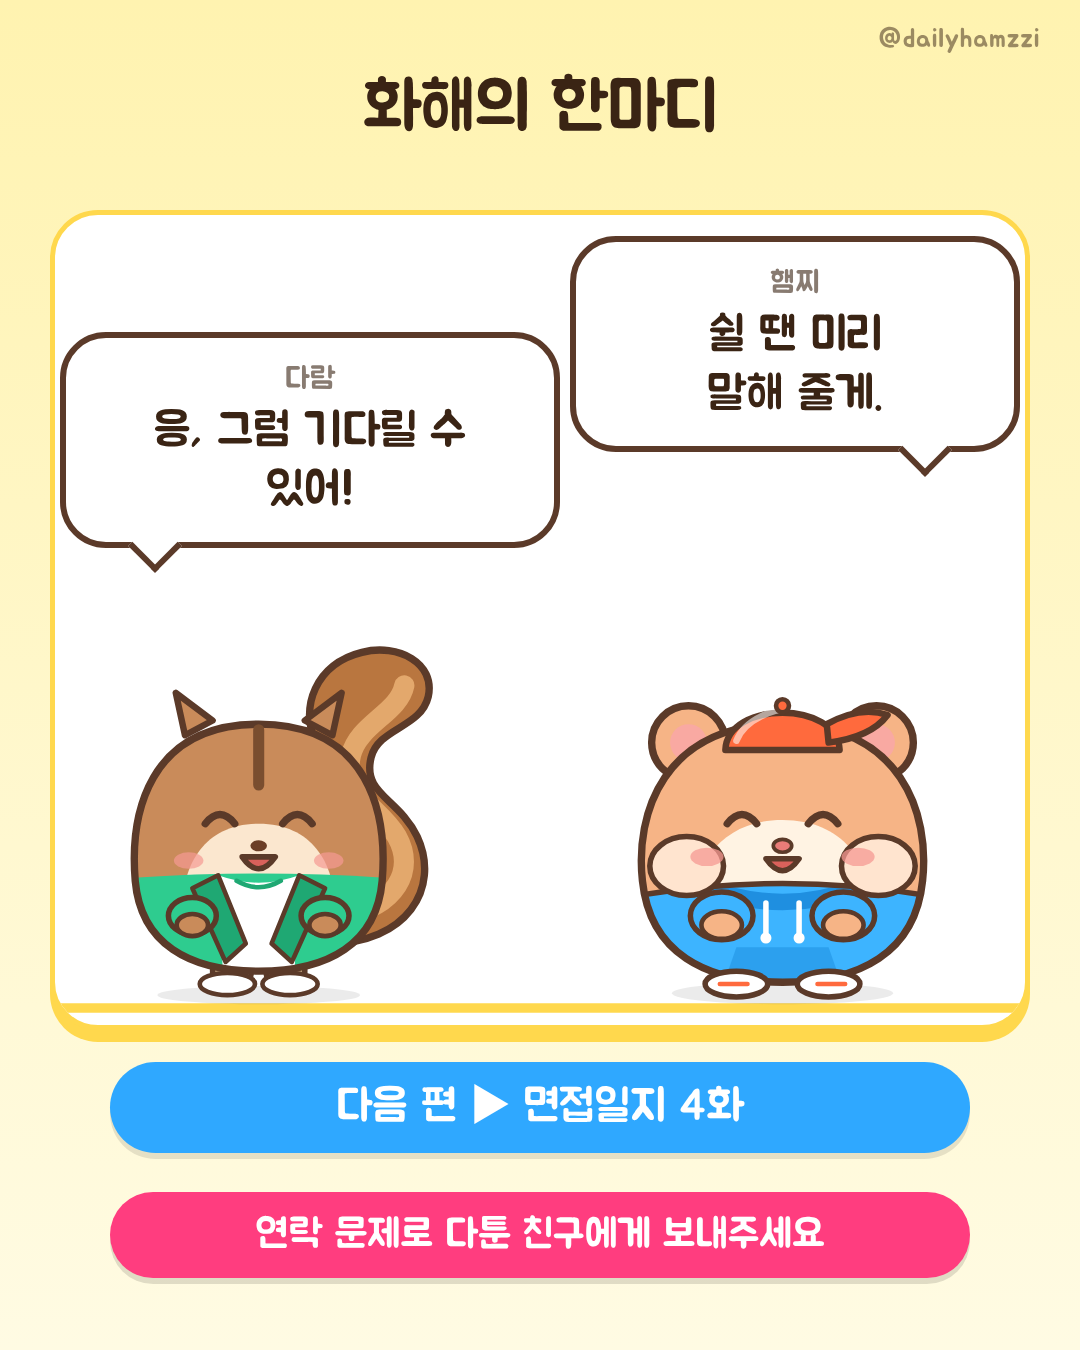 @dailyhamzzi
화해의 한마디
햄찌
쉴 땐 미리
말해 줄게.
다람
응, 그럼 기다릴 수
있어!
다음 편 ▶ 면접일지 4화
연락 문제로 다툰 친구에게 보내주세요